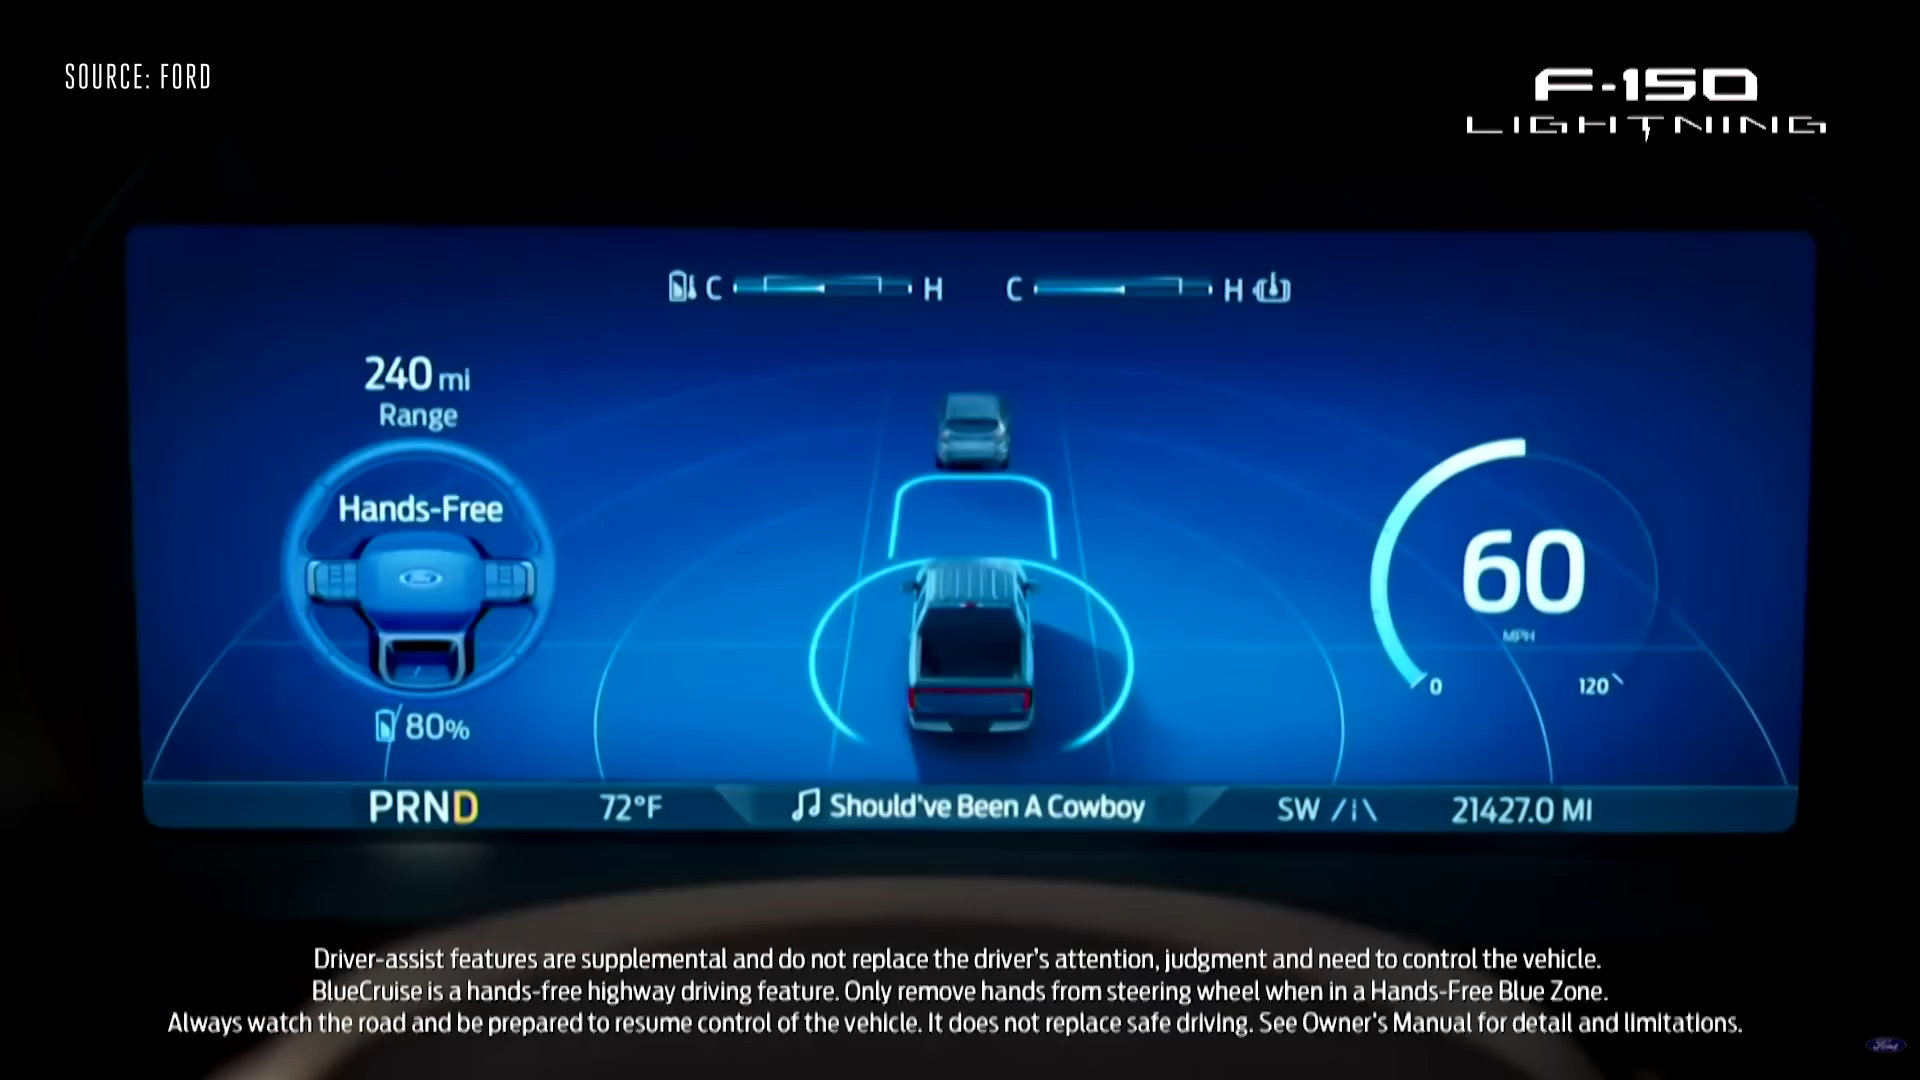 SOURCE: FORD
F-150
LIGHTNING
C H C H
240 mi
Range
Hands-Free
Ford
80%
60
MPH
0 120
PRND 72°F Should've Been A Cowboy SW 21427.0 MI
Driver-assist features are supplemental and do not replace the driver's attention, judgment and need to control the vehicle.
BlueCruise is a hands-free highway driving feature. Only remove hands from steering wheel when in a Hands-Free Blue Zone.
Always watch the road and be prepared to resume control of the vehicle. It does not replace safe driving. See Owner's Manual for detail and limitations.
Ford